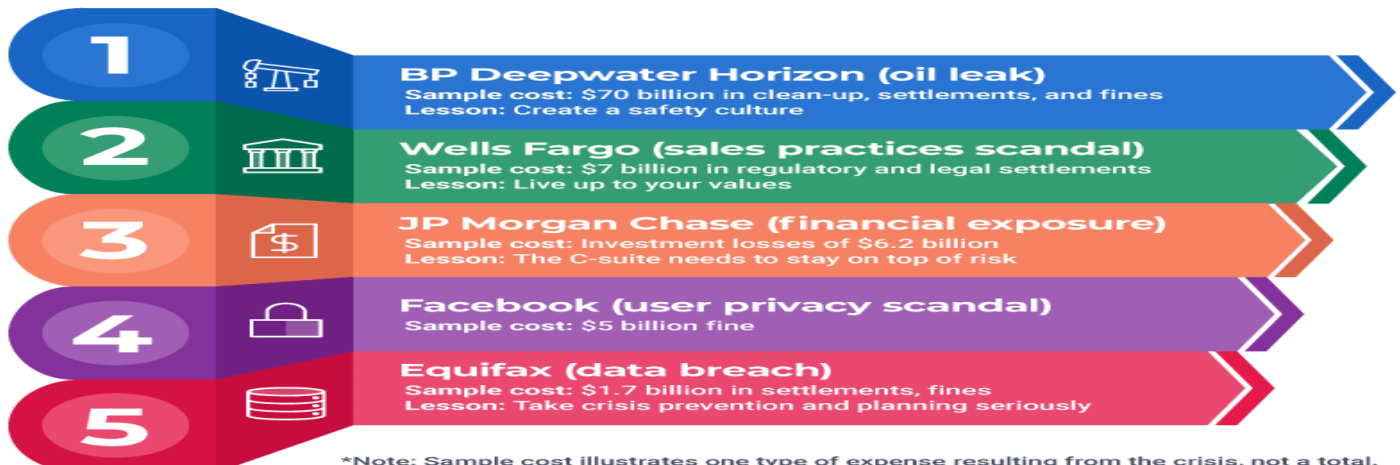 1
BP Deepwater Horizon (oil leak)
Sample cost: $70 billion in clean-up, settlements, and fines
Lesson: Create a safety culture
2
Wells Fargo (sales practices scandal)
Sample cost: $7 billion in regulatory and legal settlements
Lesson: Live up to your values
3
$
JP Morgan Chase (financial exposure)
Sample cost: Investment losses of $6.2 billion
Lesson: The C-suite needs to stay on top of risk
4
Facebook (user privacy scandal)
Sample cost: $5 billion fine
5
Equifax (data breach)
Sample cost: $1.7 billion in settlements, fines
Lesson: Take crisis prevention and planning seriously
*Note: Sample cost illustrates one type of expense resulting from the crisis, not a total.